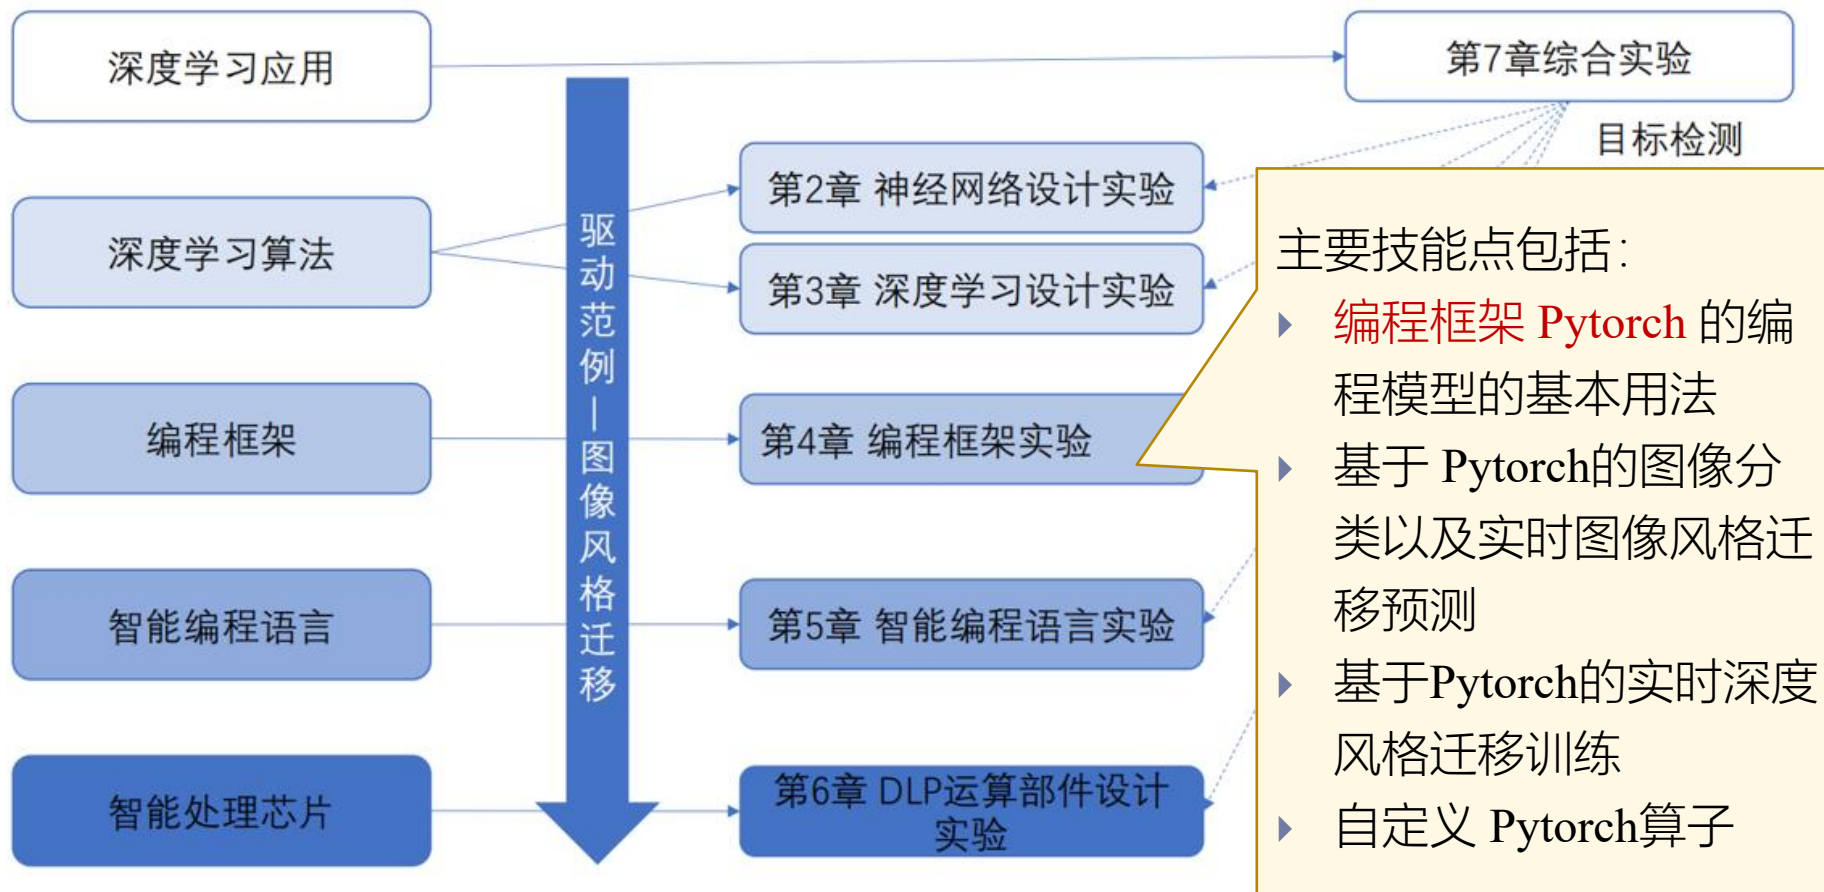 深度学习应用
第7章综合实验
目标检测
深度学习算法
第2章 神经网络设计实验
第3章 深度学习设计实验
编程框架
第4章 编程框架实验
智能编程语言
第5章 智能编程语言实验
智能处理芯片
第6章 DLP运算部件设计
实验
驱动范例—图像风格迁移
主要技能点包括：
编程框架 Pytorch 的编
程模型的基本用法
基于 Pytorch的图像分
类以及实时图像风格迁
移预测
基于Pytorch的实时深度
风格迁移训练
自定义 Pytorch算子